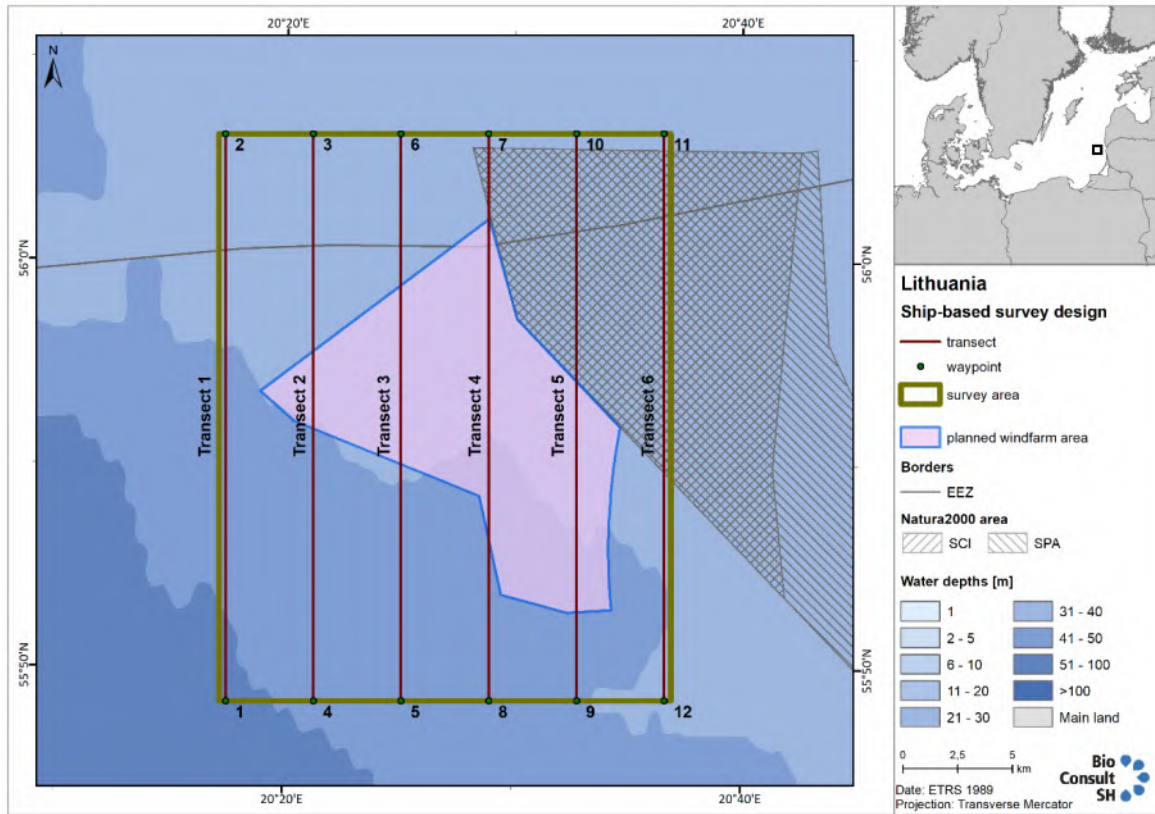 20°20'E
20°40'E
N
2
3
6
7
10
11
56°0'N
56°0'N
Transect 1
Transect 2
Transect 3
Transect 4
Transect 5
Transect 6
55°50'N
55°50'N
1
4
5
8
9
12
20°20'E
20°40'E
Lithuania
Ship-based survey design
transect
waypoint
survey area
planned windfarm area
Borders
EEZ
Natura2000 area
SCI
SPA
Water depths [m]
1
2 - 5
6 - 10
11 - 20
21 - 30
31 - 40
41 - 50
51 - 100
>100
Main land
0 2,5 5
km
Date: ETRS 1989
Projection: Transverse Mercator
Bio
Consult
SH